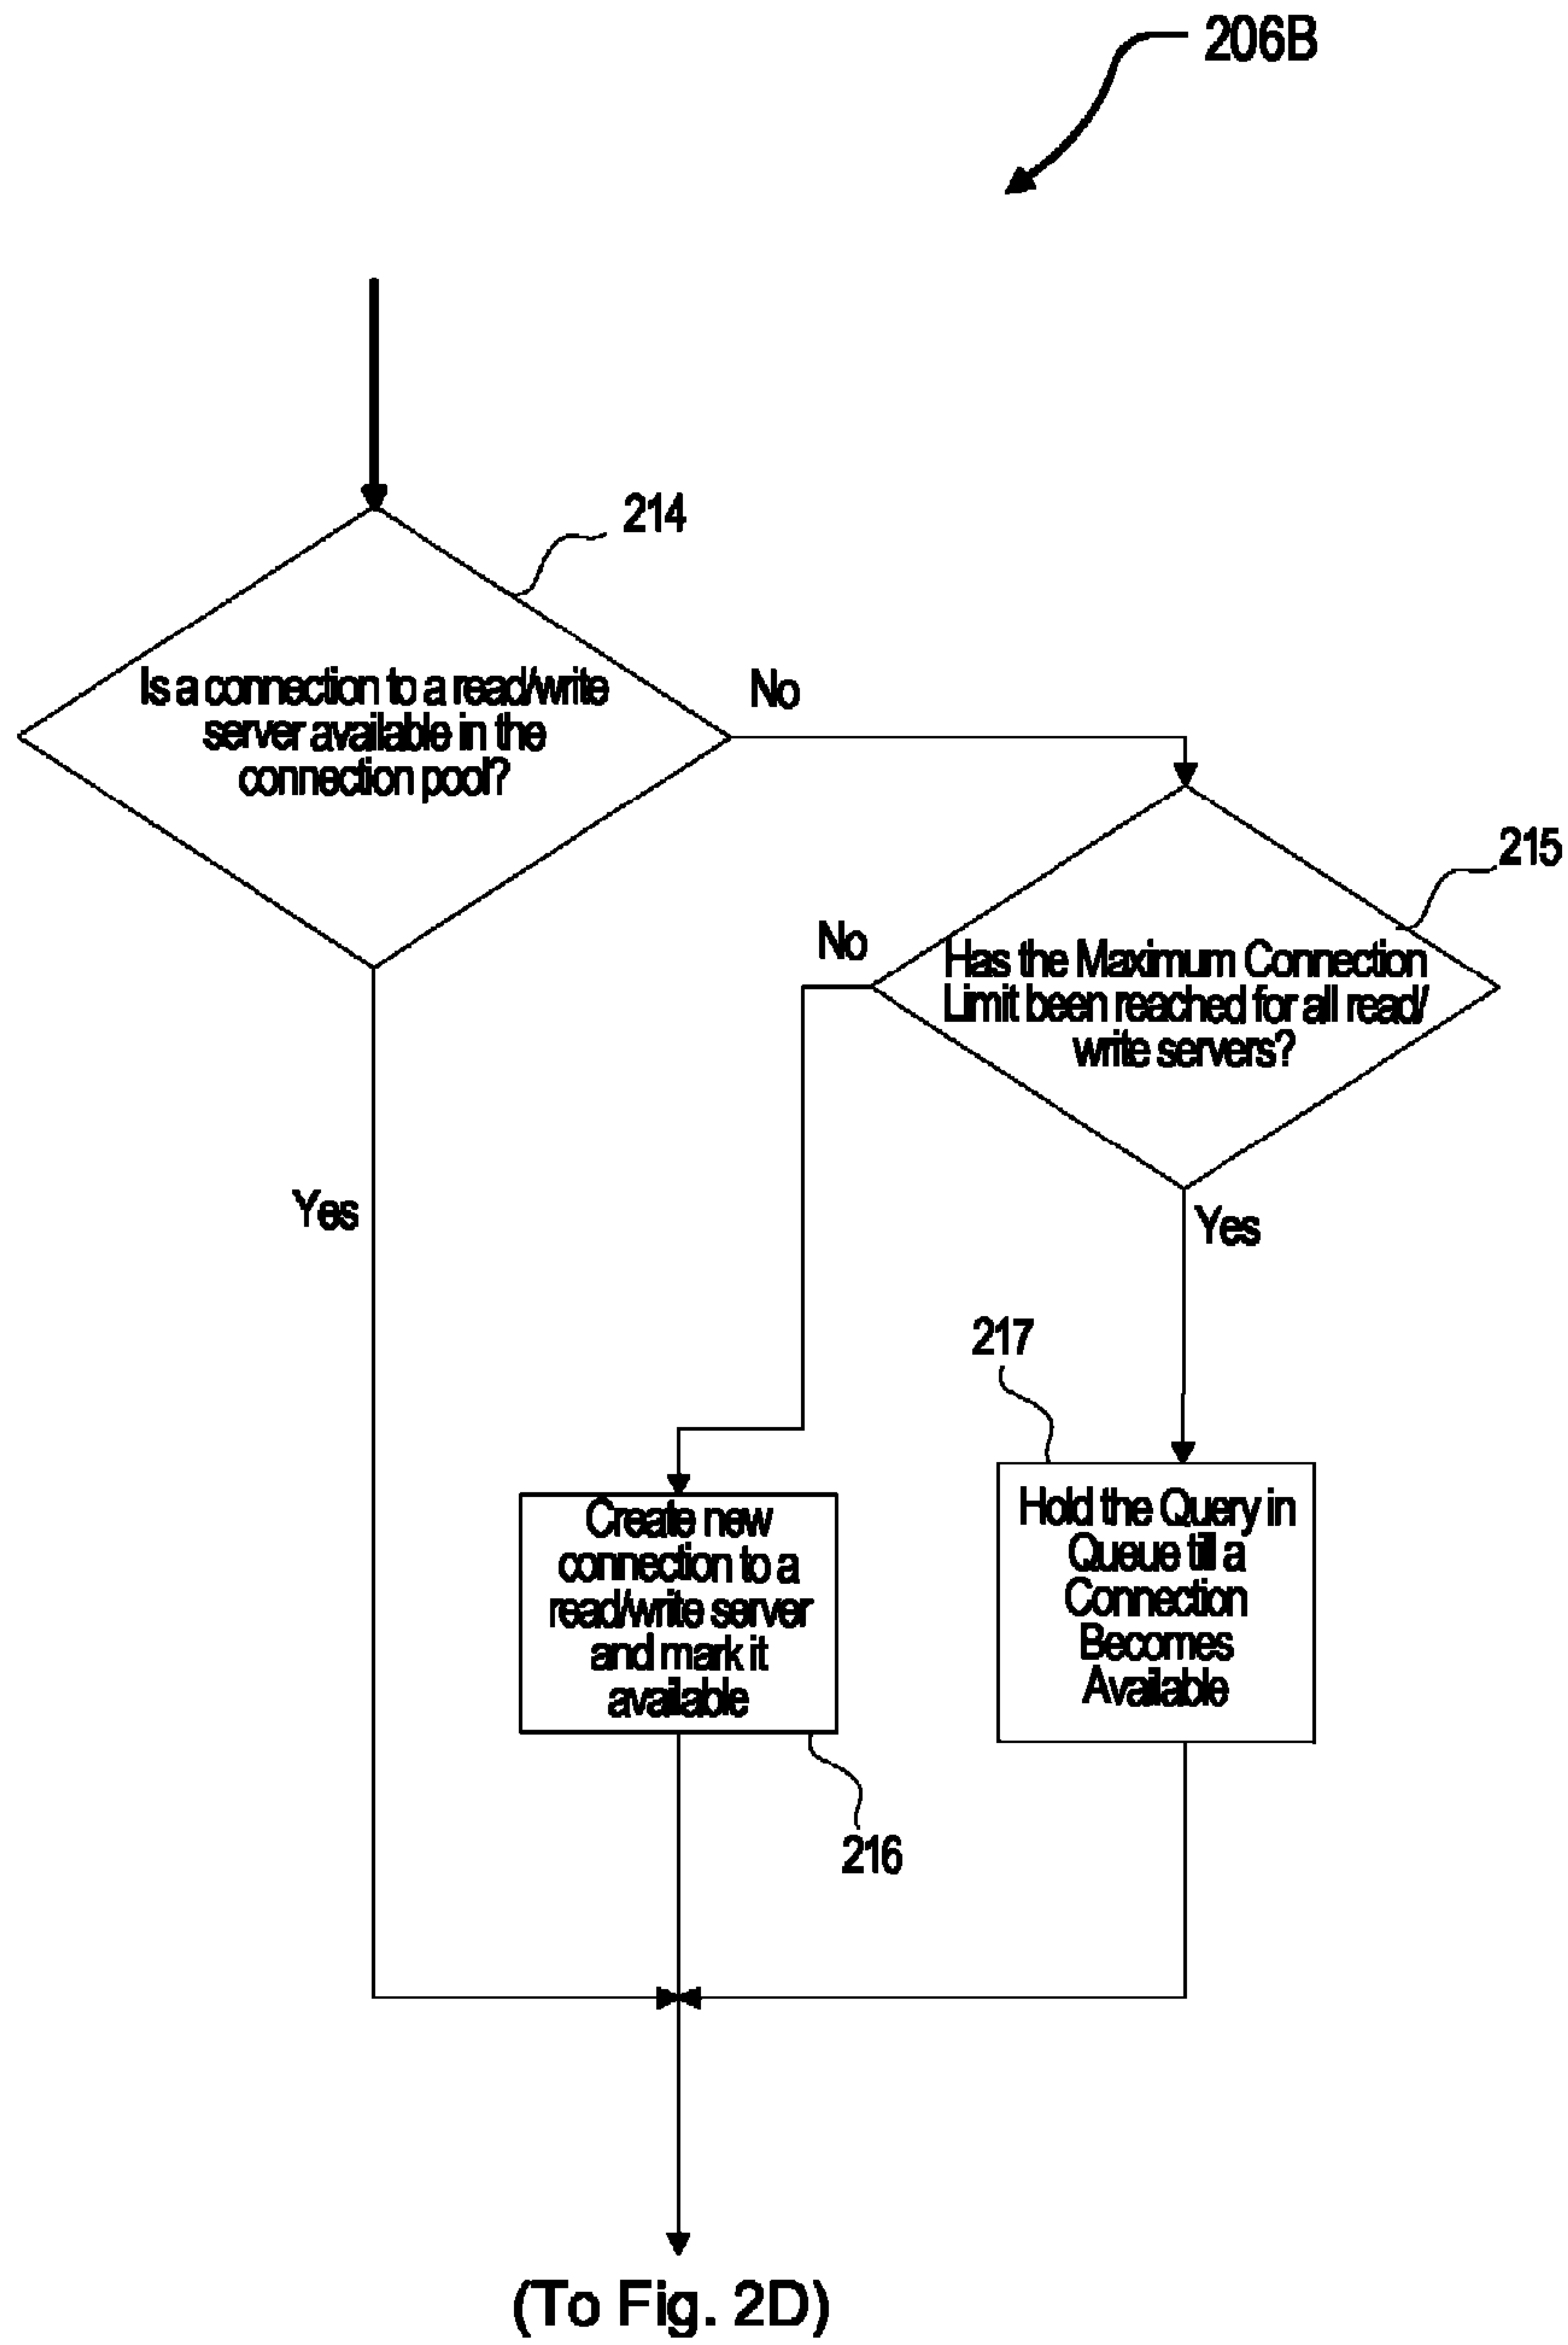 206B
214
Is a connection to a read/write
server available in the
connection pool?
No
215
No
Has the Maximum Connection
Limit been reached for all read/
write servers?
Yes
Yes
217
Create new
connection to a
read/write server
and mark it
available
Hold the Query in
Queue till a
Connection
Becomes
Available
216
(To Fig. 2D)